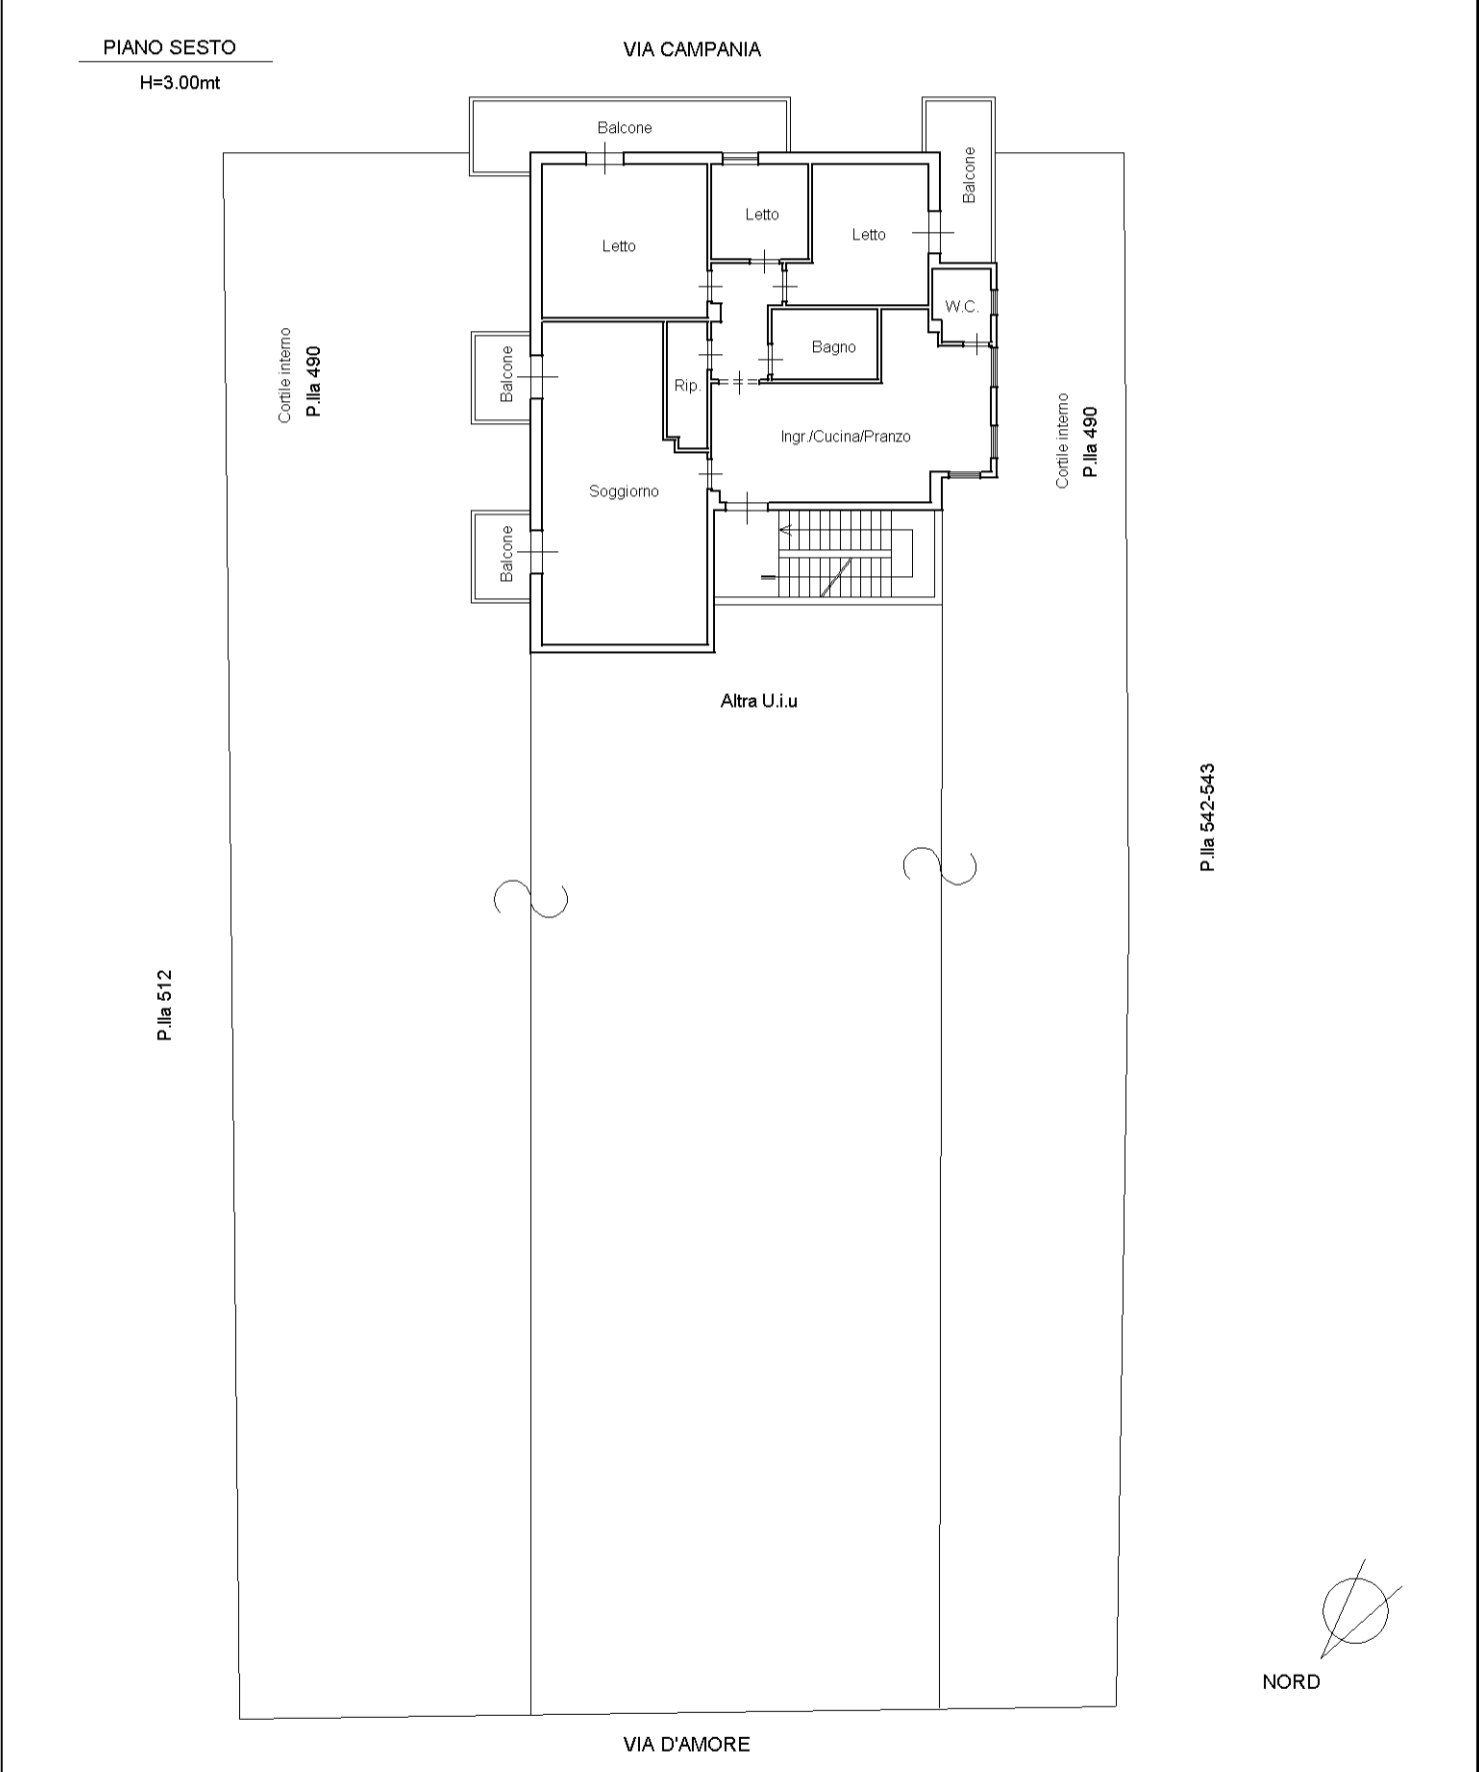 PIANO SESTO
H=3.00mt
VIA CAMPANIA
Balcone
Balcone
Letto
Letto
Letto
W.C.
Cortile interno
P.lla 490
Balcone
Rip.
Bagno
Ingr./Cucina/Pranzo
Cortile interno
P.lla 490
Soggiorno
Balcone
Altra U.i.u
P.lla 542-543
P.lla 512
NORD
VIA D'AMORE